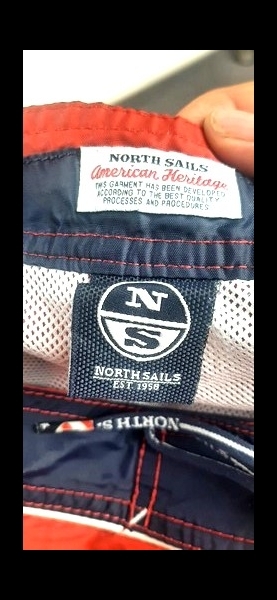 NORTH SAILS
American Heritage
THIS GARMENT HAS BEEN DEVELOPED
ACCORDING TO THE BEST QUALITY
PROCESSES AND PROCEDURES
N
S
NORTH SAILS
EST. 1958
NORTH S.